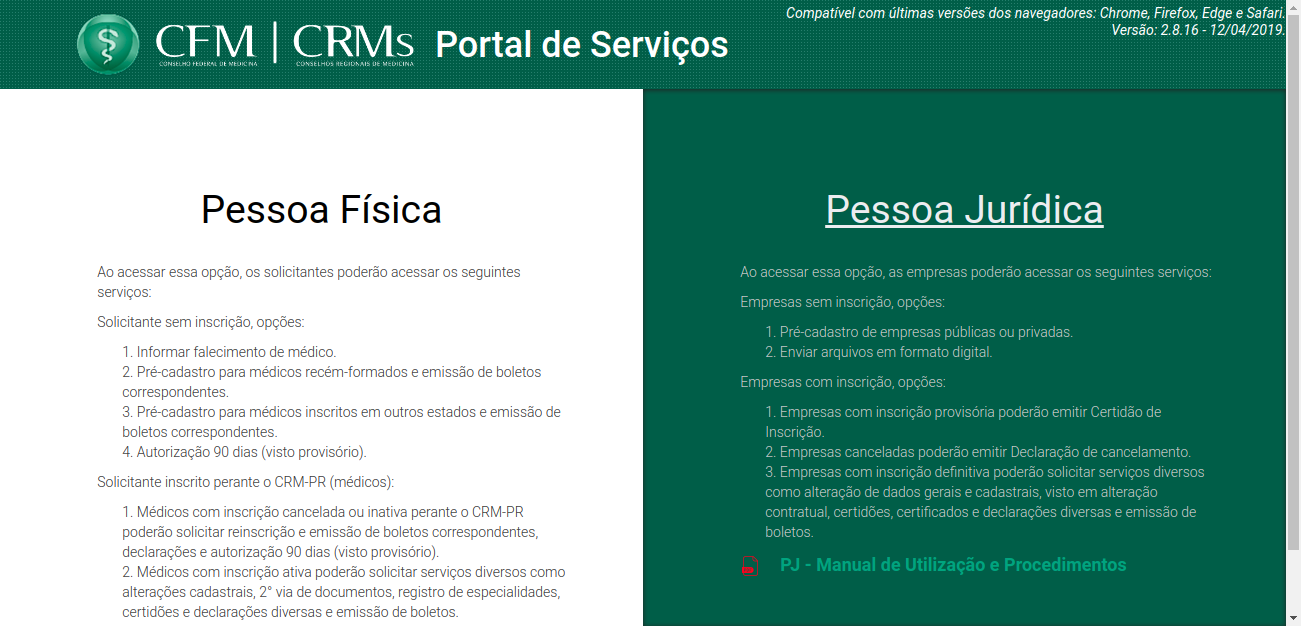 Compatível com últimas versões dos navegadores: Chrome, Firefox, Edge e Safari.
Versão: 2.8.16 - 12/04/2019.
CFM | CRMs Portal de Serviços
CONSELHO FEDERAL DE MEDICINA CONSELHOS REGIONAIS DE MEDICINA
Pessoa Física
Ao acessar essa opção, os solicitantes poderão acessar os seguintes
serviços:
Solicitante sem inscrição, opções:
1. Informar falecimento de médico.
2. Pré-cadastro para médicos recém-formados e emissão de boletos
correspondentes.
3. Pré-cadastro para médicos inscritos em outros estados e emissão de
boletos correspondentes.
4. Autorização 90 dias (visto provisório).
Solicitante inscrito perante o CRM-PR (médicos):
1. Médicos com inscrição cancelada ou inativa perante o CRM-PR
poderão solicitar reinscrição e emissão de boletos correspondentes,
declarações e autorização 90 dias (visto provisório).
2. Médicos com inscrição ativa poderão solicitar serviços diversos como
alterações cadastrais, 2° via de documentos, registro de especialidades,
certidões e declarações diversas e emissão de boletos.
Pessoa Jurídica
Ao acessar essa opção, as empresas poderão acessar os seguintes serviços:
Empresas sem inscrição, opções:
1. Pré-cadastro de empresas públicas ou privadas.
2. Enviar arquivos em formato digital.
Empresas com inscrição, opções:
1. Empresas com inscrição provisória poderão emitir Certidão de
Inscrição.
2. Empresas canceladas poderão emitir Declaração de cancelamento.
3. Empresas com inscrição definitiva poderão solicitar serviços diversos
como alteração de dados gerais e cadastrais, visto em alteração
contratual, certidões, certificados e declarações diversas e emissão de
boletos.
PJ - Manual de Utilização e Procedimentos